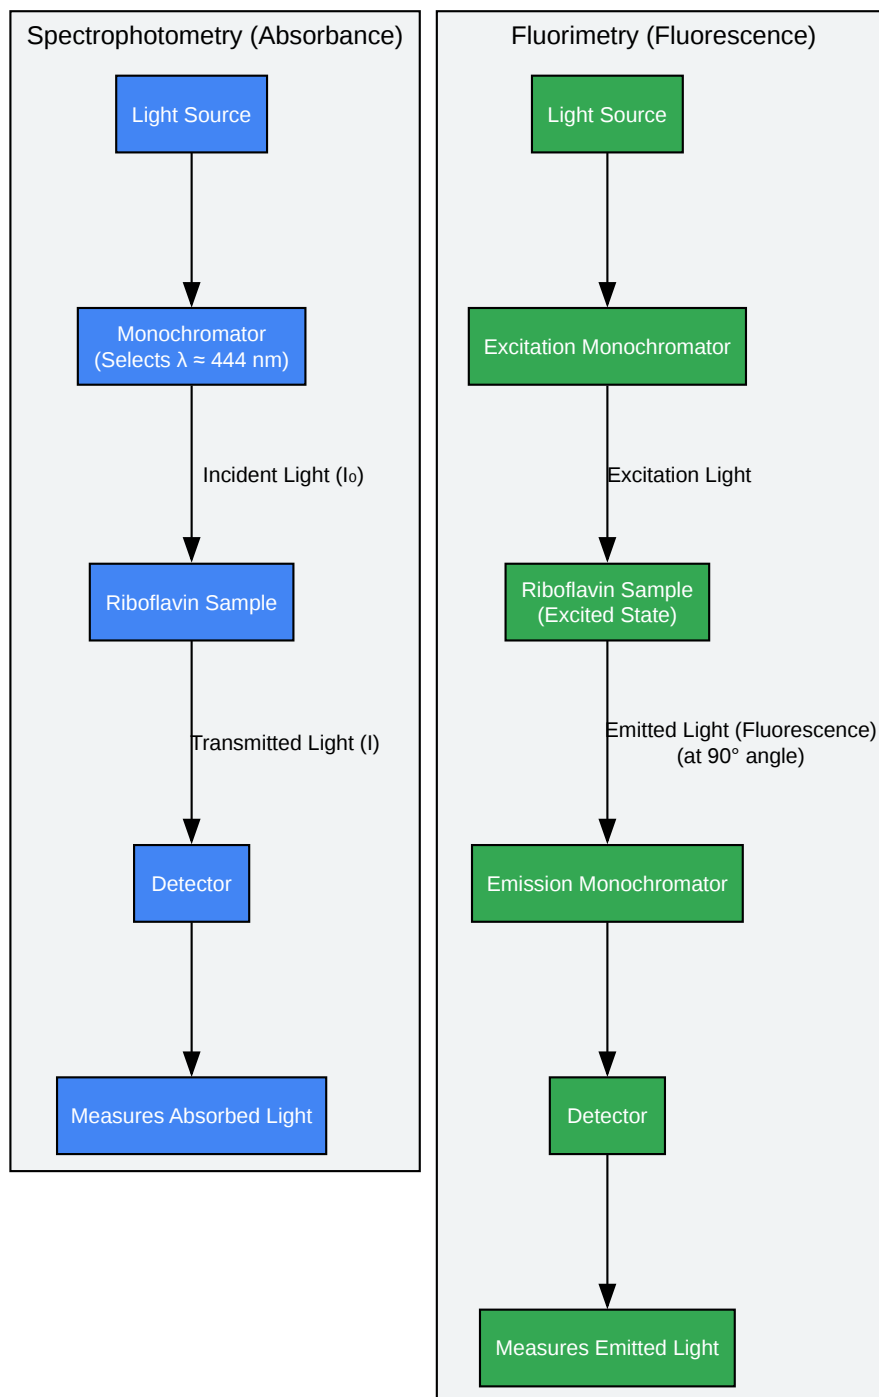 Spectrophotometry (Absorbance)
Light Source
Monochromator
(Selects λ ≈ 444 nm)
Incident Light (I₀)
Riboflavin Sample
Transmitted Light (I)
Detector
Measures Absorbed Light
Fluorimetry (Fluorescence)
Light Source
Excitation Monochromator
Excitation Light
Riboflavin Sample
(Excited State)
Emitted Light (Fluorescence)
(at 90° angle)
Emission Monochromator
Detector
Measures Emitted Light